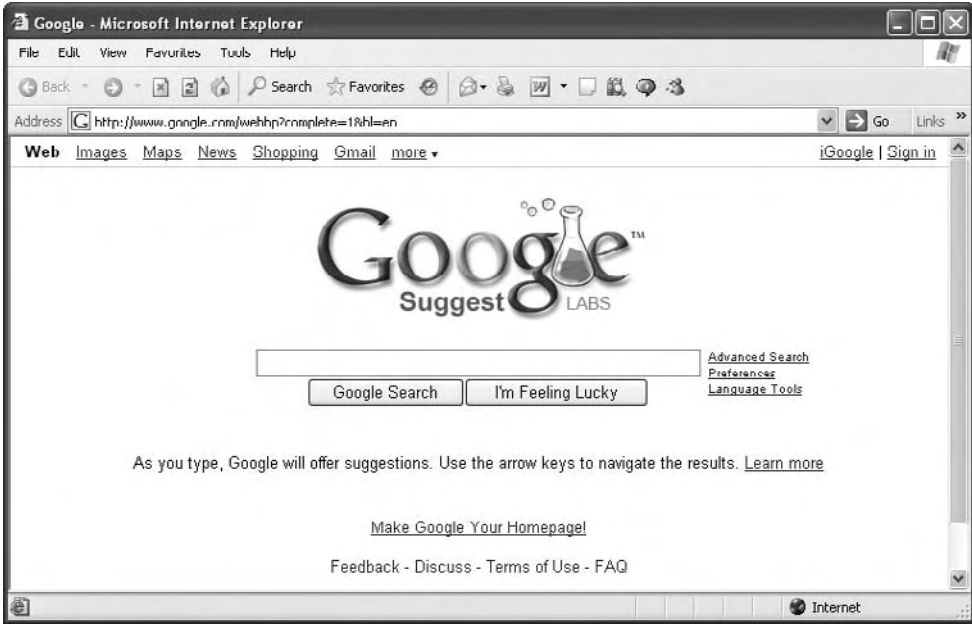 Google - Microsoft Internet Explorer
File Edit View Favorites Tools Help
Back Search Favorites
Address http://www.google.com/webhp?complete=1&hl=en Go Links »
Web Images Maps News Shopping Gmail more ▾ iGoogle | Sign in
Google™
Suggest LABS
Advanced Search
Preferences
Language Tools
Google Search I'm Feeling Lucky
As you type, Google will offer suggestions. Use the arrow keys to navigate the results. Learn more
Make Google Your Homepage!
Feedback - Discuss - Terms of Use - FAQ
Internet